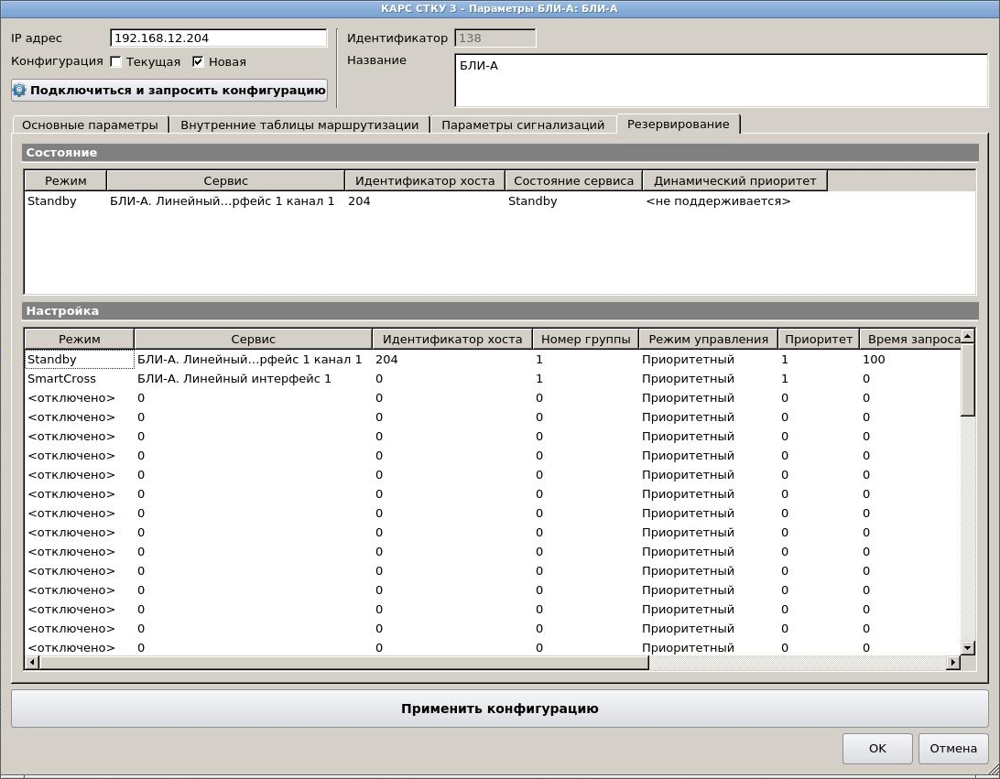 КАРС СТКУ 3 - Параметры БЛИ-А: БЛИ-А
IP адрес 192.168.12.204 Идентификатор 138
Конфигурация Текущая Новая Название БЛИ-А
Подключиться и запросить конфигурацию
Основные параметры Внутренние таблицы маршрутизации Параметры сигнализаций Резервирование
Состояние
Режим Сервис Идентификатор хоста Состояние сервиса Динамический приоритет
Standby БЛИ-А. Линейный...рфейс 1 канал 1 204 Standby <не поддерживается>
Настройка
Режим Сервис Идентификатор хоста Номер группы Режим управления Приоритет Время запроса
Standby БЛИ-А. Линейный...рфейс 1 канал 1 204 1 Приоритетный 1 100
SmartCross БЛИ-А. Линейный интерфейс 1 0 1 Приоритетный 1 0
<отключено> 0 0 0 Приоритетный 0 0
<отключено> 0 0 0 Приоритетный 0 0
<отключено> 0 0 0 Приоритетный 0 0
<отключено> 0 0 0 Приоритетный 0 0
<отключено> 0 0 0 Приоритетный 0 0
<отключено> 0 0 0 Приоритетный 0 0
<отключено> 0 0 0 Приоритетный 0 0
<отключено> 0 0 0 Приоритетный 0 0
<отключено> 0 0 0 Приоритетный 0 0
<отключено> 0 0 0 Приоритетный 0 0
<отключено> 0 0 0 Приоритетный 0 0
<отключено> 0 0 0 Приоритетный 0 0
<отключено> 0 0 0 Приоритетный 0 0
<отключено> 0 0 0 Приоритетный 0 0
Применить конфигурацию
OK Отмена